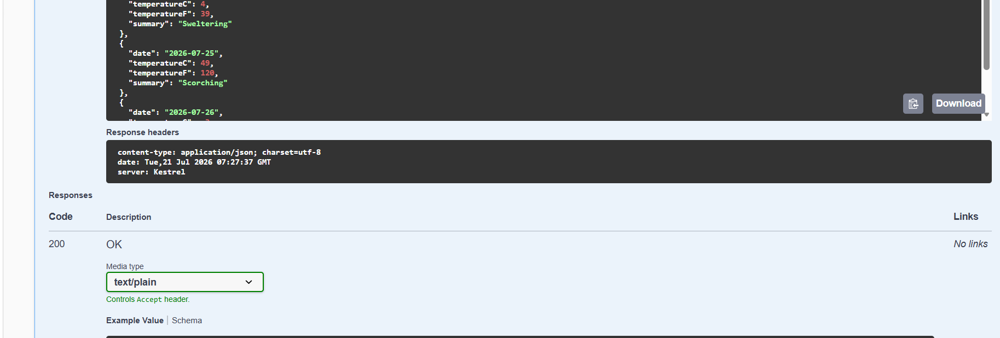 "temperatureC": 4,
"temperatureF": 39,
"summary": "Sweltering"
},
{
"date": "2026-07-25",
"temperatureC": 49,
"temperatureF": 120,
"summary": "Scorching"
},
{
"date": "2026-07-26",
Download
Response headers
content-type: application/json; charset=utf-8
date: Tue,21 Jul 2026 07:27:37 GMT
server: Kestrel
Responses
Code Description Links
200 OK No links
Media type
text/plain
Controls Accept header.
Example Value | Schema